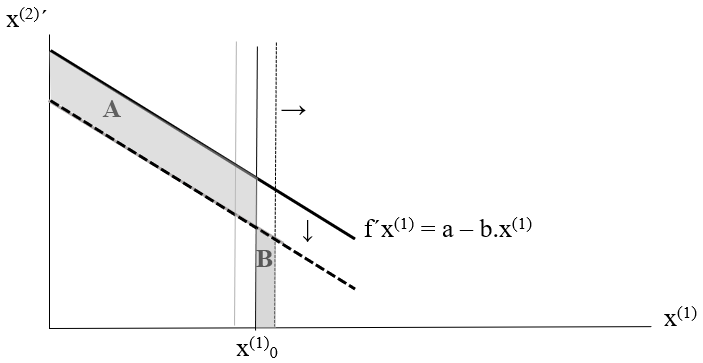 x⁽²⁾´
A
→
f´x⁽¹⁾ = a – b.x⁽¹⁾
↓
B
x⁽¹⁾
x⁽¹⁾₀